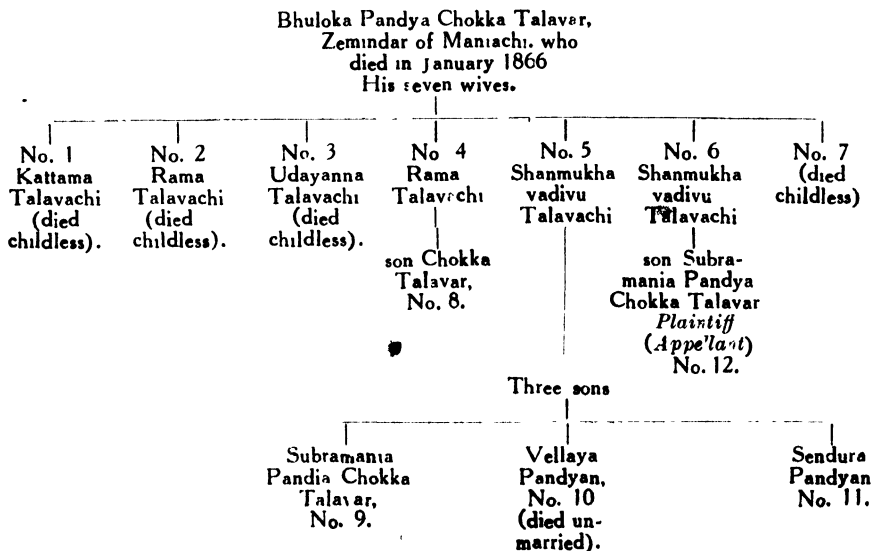 Bhuloka Pandya Chokka Talavar,
Zemindar of Maniachi. who
died in January 1866
His seven wives.
No. 1
Kattama
Talavachi
(died
childless).
No. 2
Rama
Talavachi
(died
childless).
No. 3
Udayanna
Talavachi
(died
childless).
No 4
Rama
Talavachi
No. 5
Shanmukha
vadivu
Talavachi
No. 6
Shanmukha
vadivu
Talavachi
No. 7
(died
childless)
son Chokka
Talavar,
No. 8.
son Subra-
mania Pandya
Chokka Talavar
Plaintiff
(Appellant)
No. 12.
Three sons
Subramania
Pandia Chokka
Talavar,
No. 9.
Vellaya
Pandyan,
No. 10
(died un-
married).
Sendura
Pandyan
No. 11.